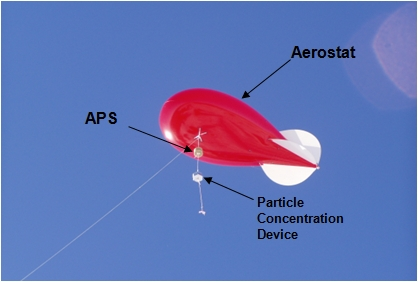 Aerostat
APS
Particle
Concentration
Device